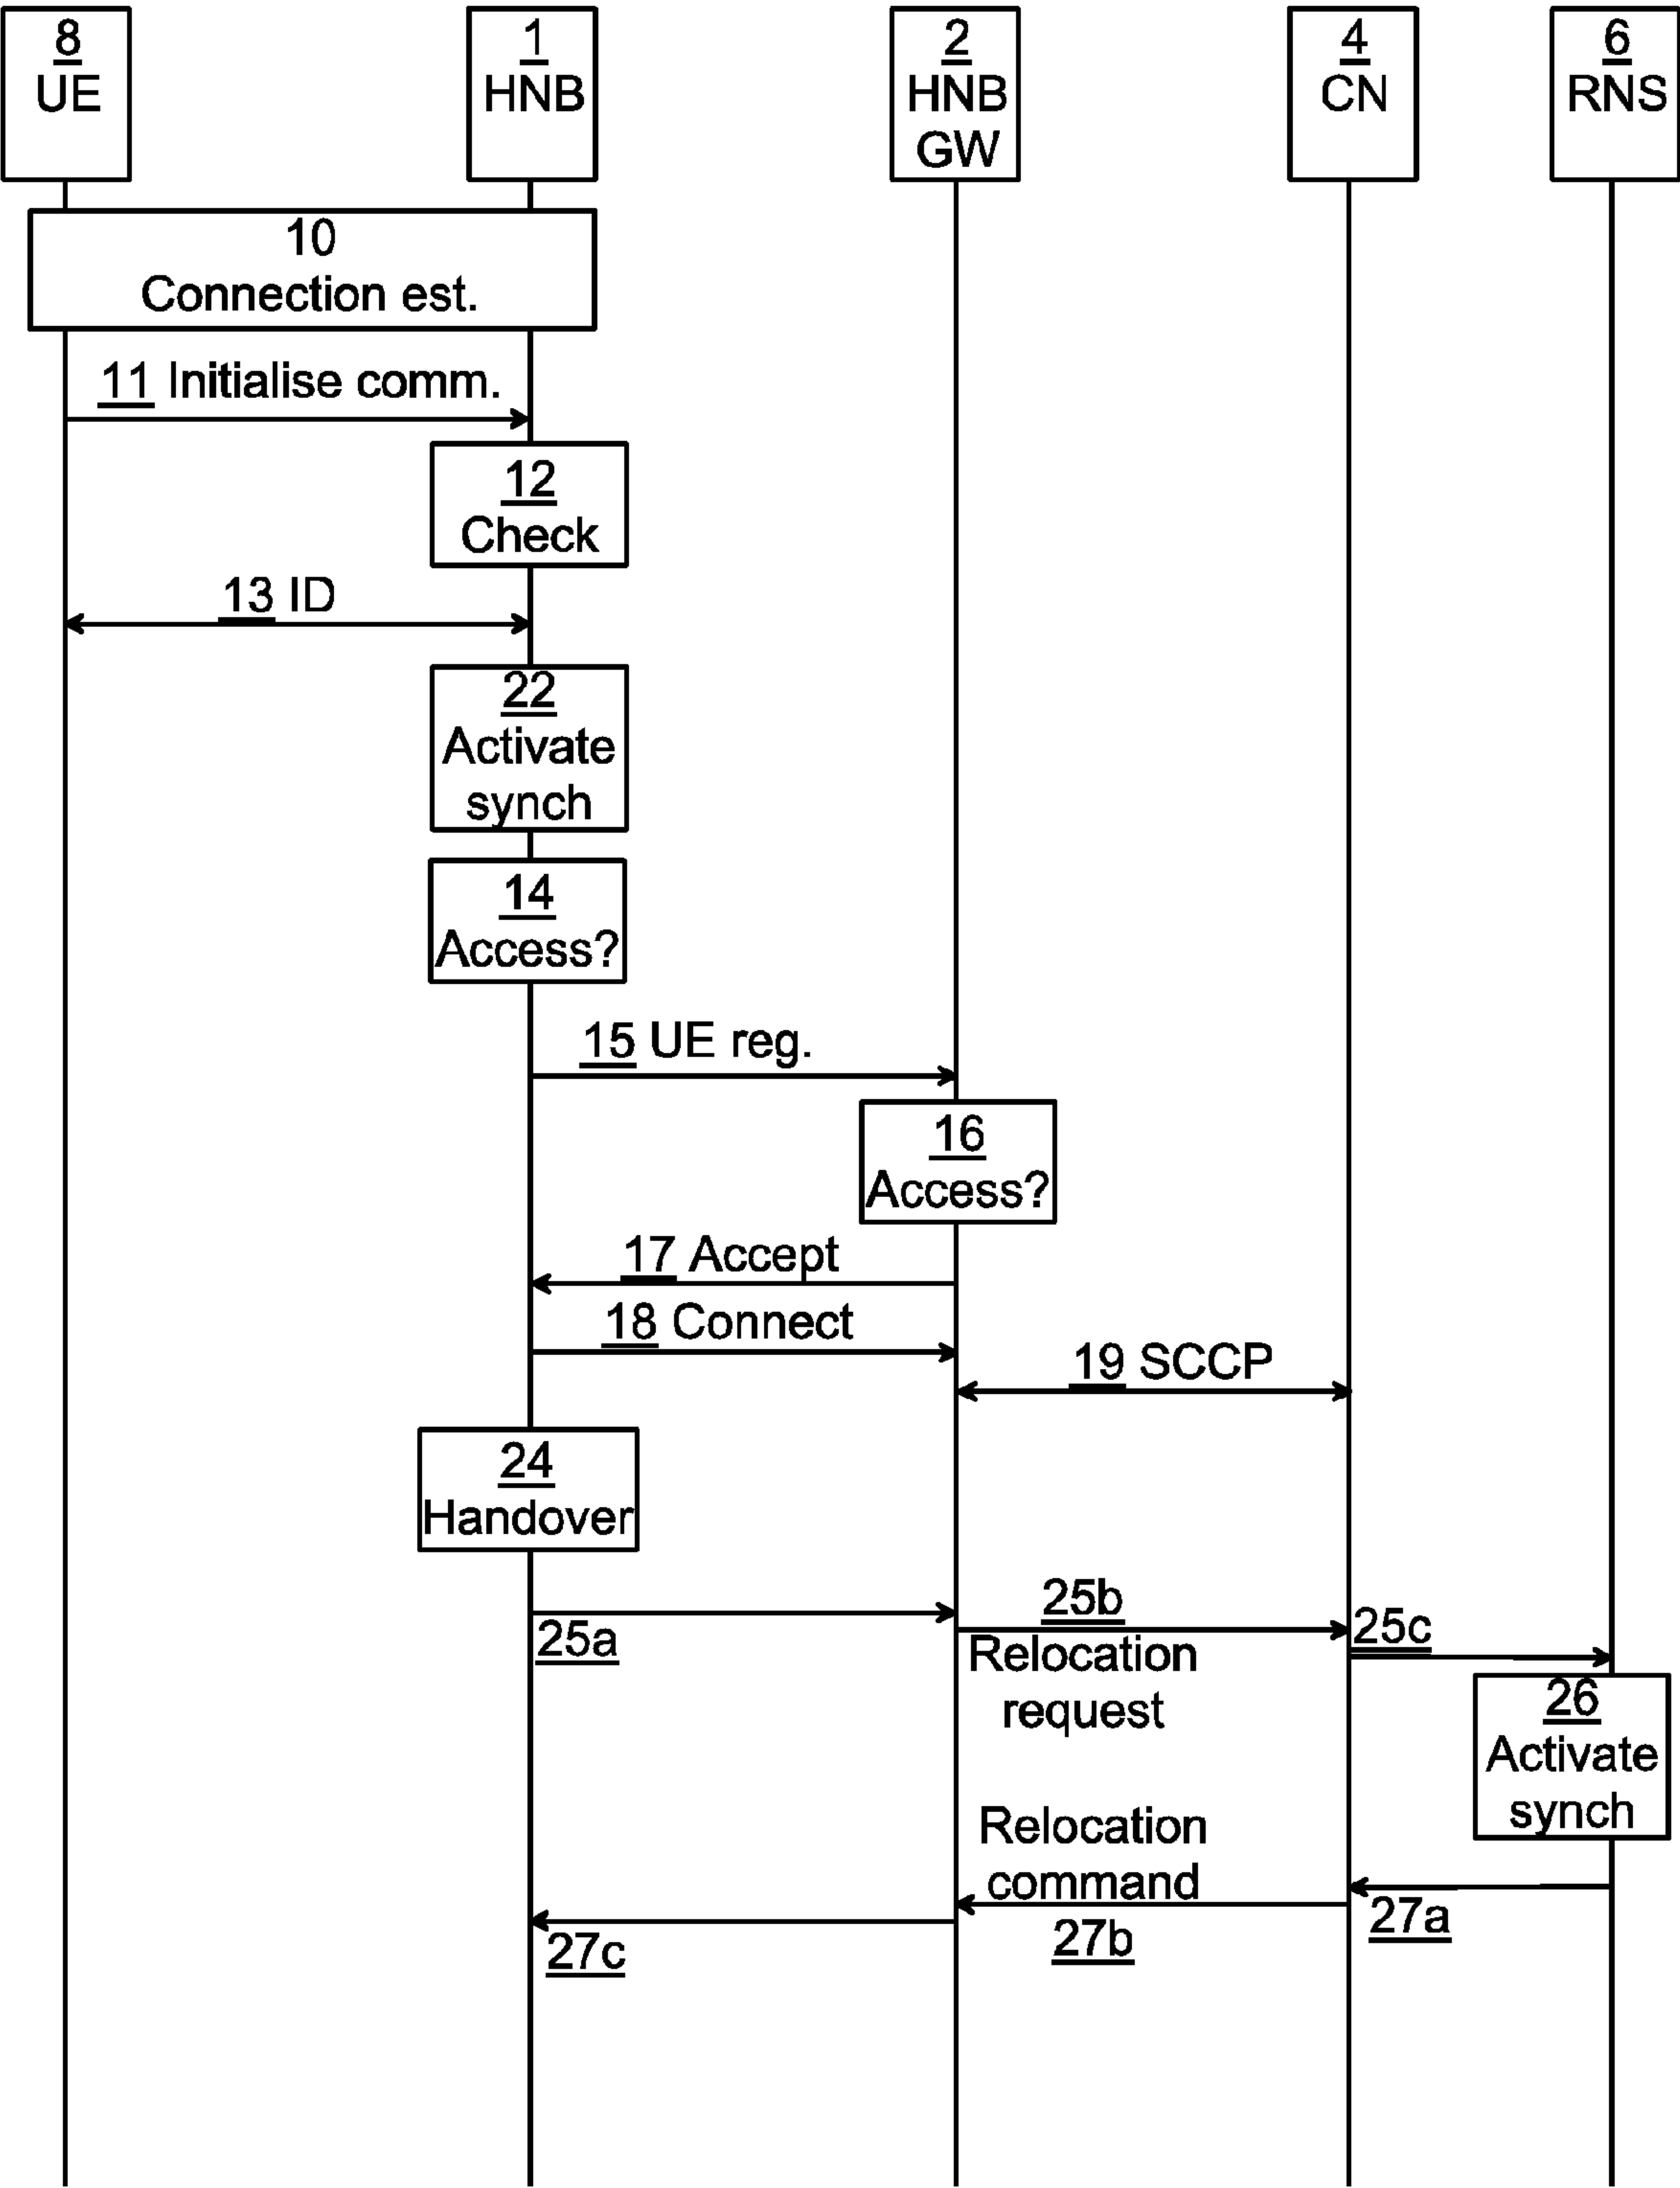 8
UE
1
HNB
2
HNB
GW
4
CN
6
RNS
10
Connection est.
11 Initialise comm.
12
Check
13 ID
22
Activate
synch
14
Access?
15 UE reg.
16
Access?
17 Accept
18 Connect
19 SCCP
24
Handover
25a
25b
Relocation
request
25c
26
Activate
synch
Relocation
command
27a
27b
27c